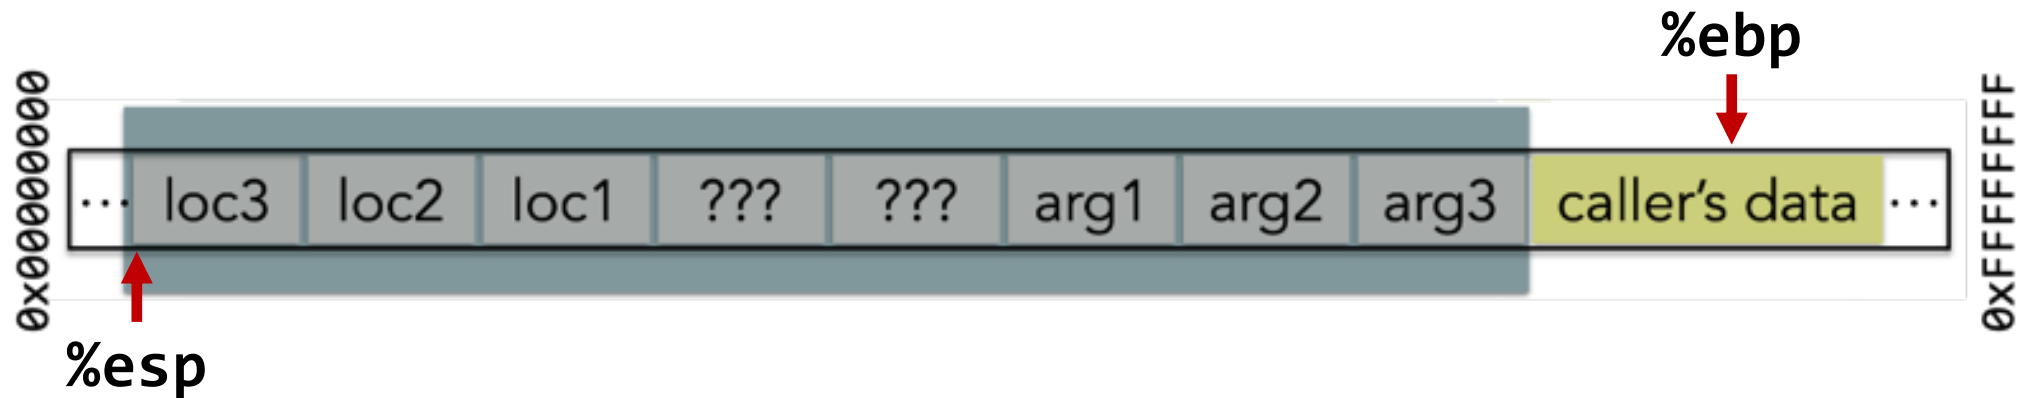 %ebp
0x00000000
0xFFFFFFFF
... loc3 loc2 loc1 ??? ??? arg1 arg2 arg3 caller's data ...
%esp